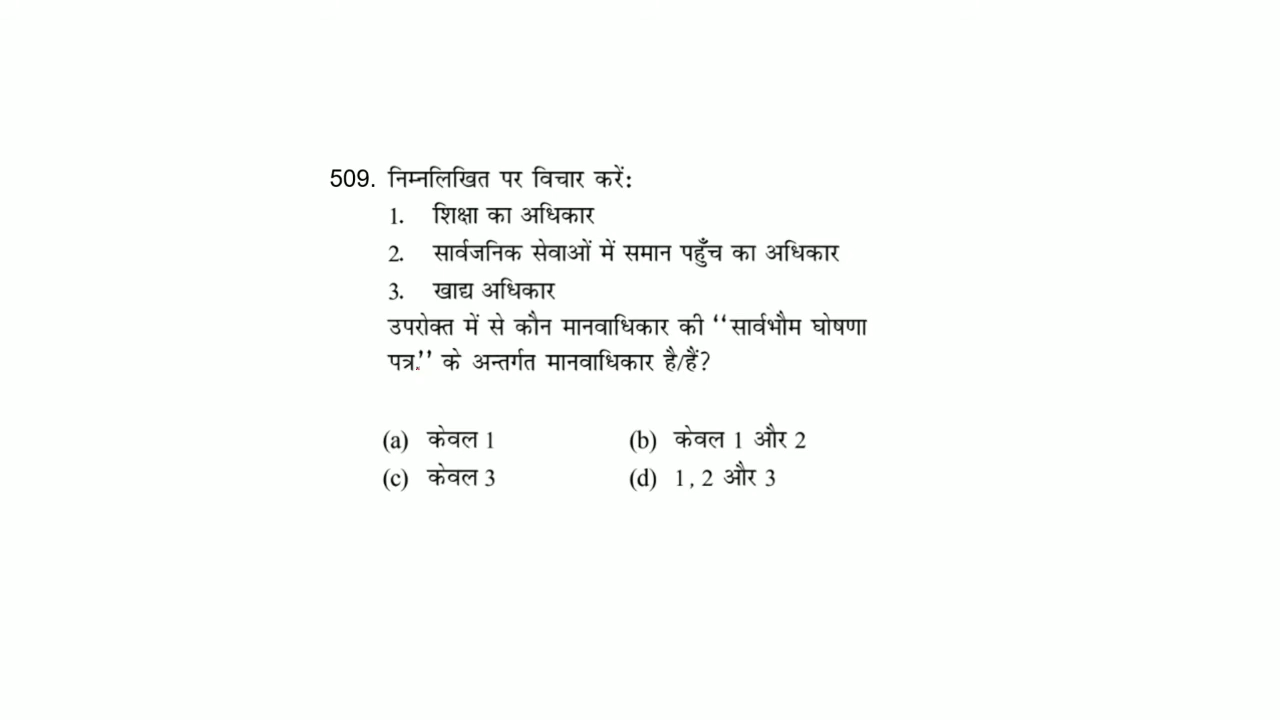 509. निम्नलिखित पर विचार करें:
1. शिक्षा का अधिकार
2. सार्वजनिक सेवाओं में समान पहुँच का अधिकार
3. खाद्य अधिकार
उपरोक्त में से कौन मानवाधिकार की ‘‘सार्वभौम घोषणा
पत्र.’’ के अन्तर्गत मानवाधिकार है/हैं?
(a) केवल 1 (b) केवल 1 और 2
(c) केवल 3 (d) 1 , 2 और 3